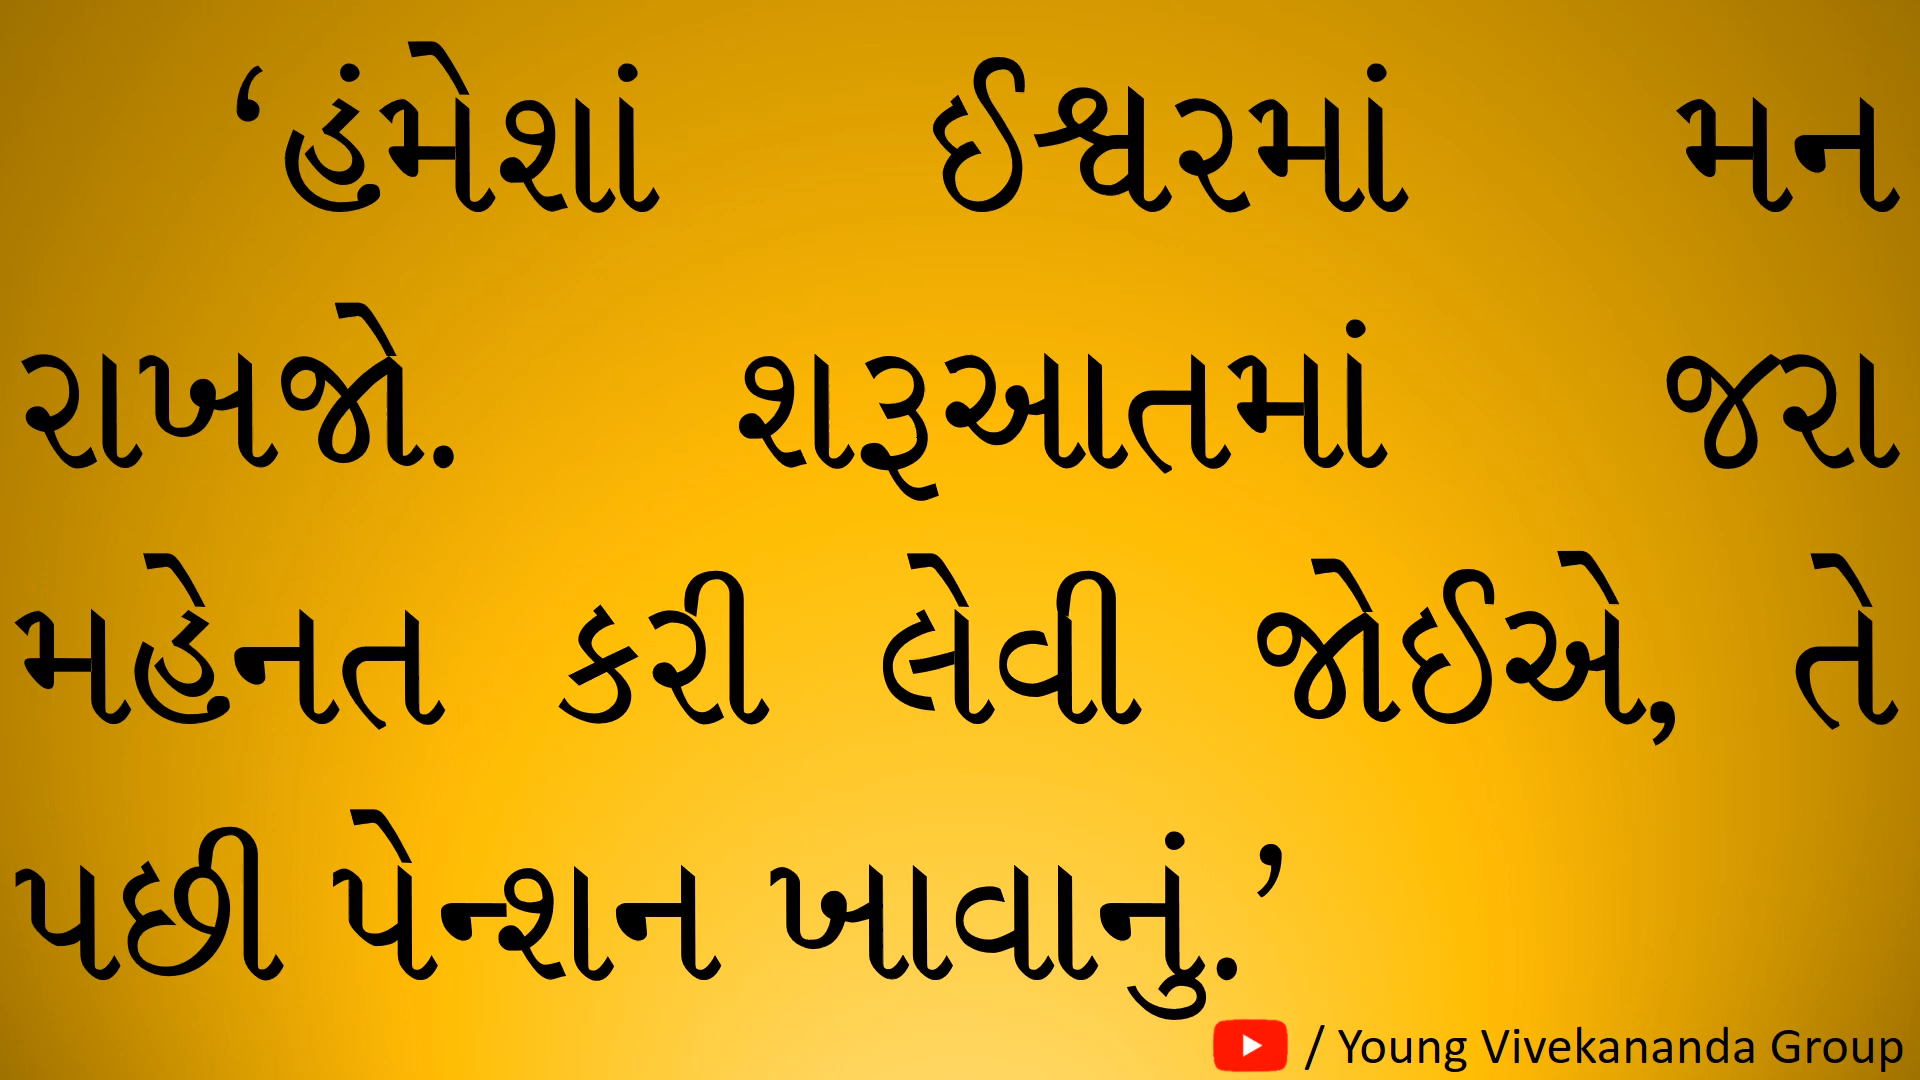 ‘હંમેશાં ઈશ્વરમાં મન
રાખજો. શરૂઆતમાં જરા
મહેનત કરી લેવી જોઈએ, તે
પછી પેન્શન ખાવાનું.’
/ Young Vivekananda Group